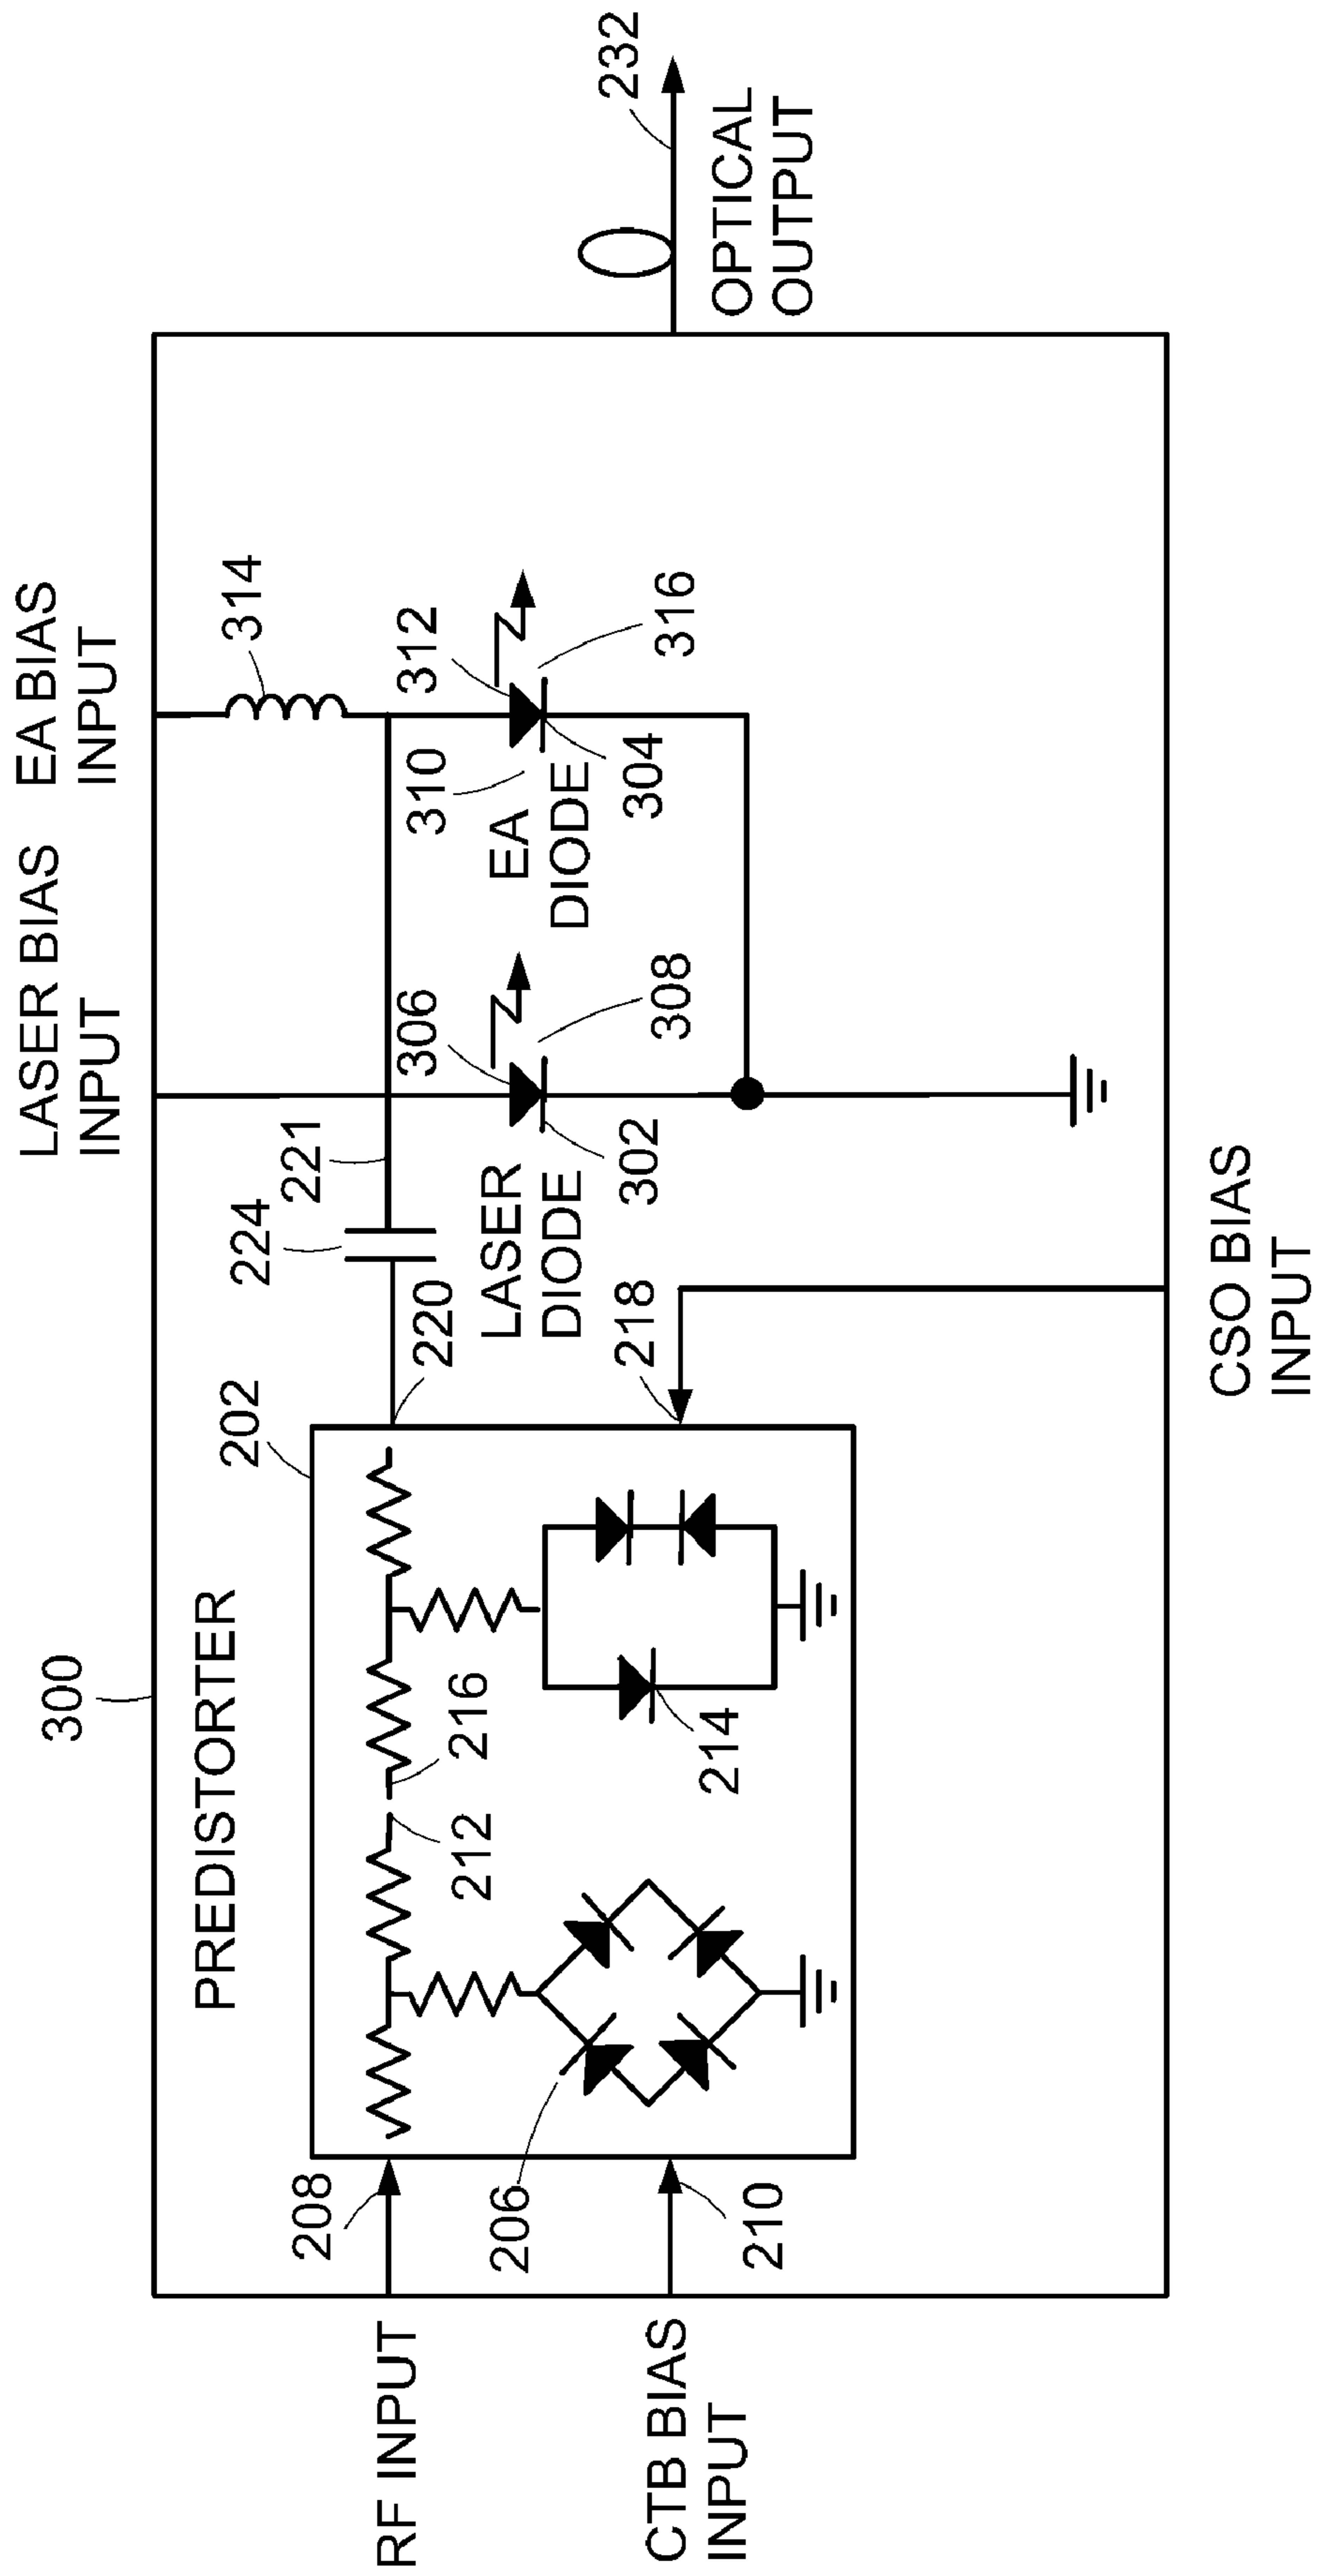 300
PREDISTORTER
202
LASER BIAS
INPUT
EA BIAS
INPUT
314
224
221
208
RF INPUT
220
306
312
310
216
212
206
LASER
DIODE
EA
DIODE
302
308
304
316
218
214
210
CTB BIAS
INPUT
CSO BIAS
INPUT
232
OPTICAL
OUTPUT